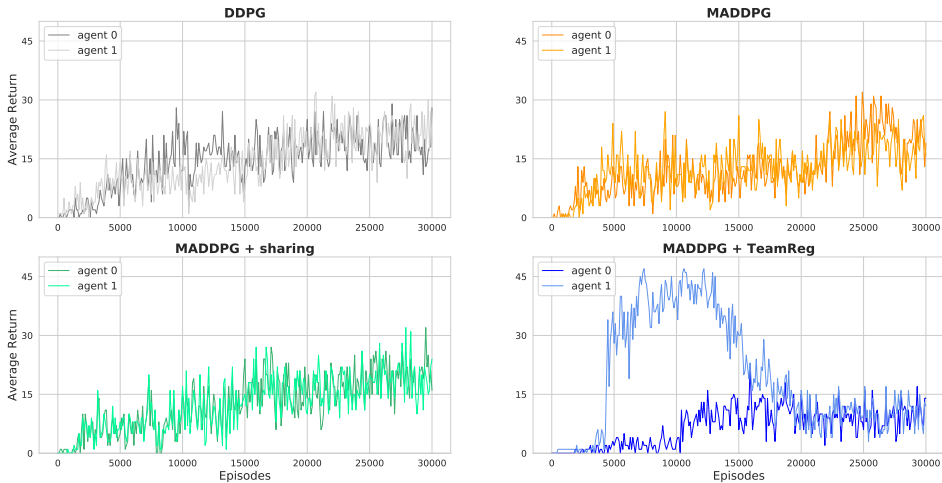 DDPG
MADDPG
Average Return
45
30
15
0
agent 0
agent 1
0 5000 10000 15000 20000 25000 30000
45
30
15
0
agent 0
agent 1
0 5000 10000 15000 20000 25000 30000
MADDPG + sharing
MADDPG + TeamReg
Average Return
45
30
15
0
agent 0
agent 1
0 5000 10000 15000 20000 25000 30000
Episodes
45
30
15
0
agent 0
agent 1
0 5000 10000 15000 20000 25000 30000
Episodes